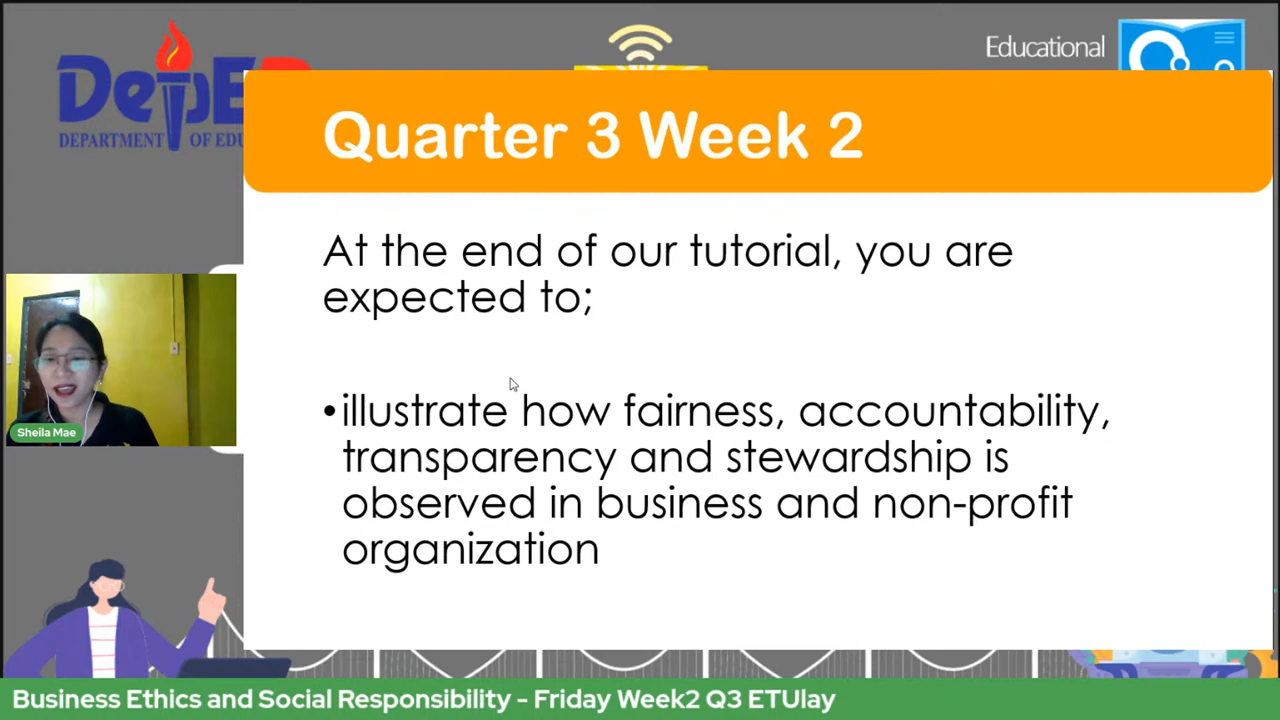 DepED
DEPARTMENT OF EDU
Educational
Quarter 3 Week 2
At the end of our tutorial, you are
expected to;
•illustrate how fairness, accountability,
transparency and stewardship is
observed in business and non-profit
organization
Sheila Mae
Business Ethics and Social Responsibility - Friday Week2 Q3 ETUlay